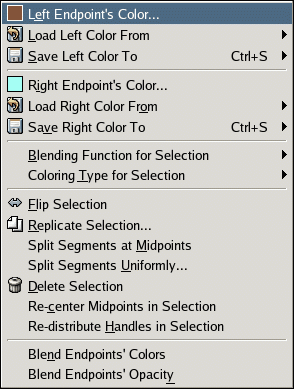 Left Endpoint's Color...
Load Left Color From
Save Left Color To Ctrl+S
Right Endpoint's Color...
Load Right Color From
Save Right Color To Ctrl+S
Blending Function for Selection
Coloring Type for Selection
Flip Selection
Replicate Selection...
Split Segments at Midpoints
Split Segments Uniformly...
Delete Selection
Re-center Midpoints in Selection
Re-distribute Handles in Selection
Blend Endpoints' Colors
Blend Endpoints' Opacity